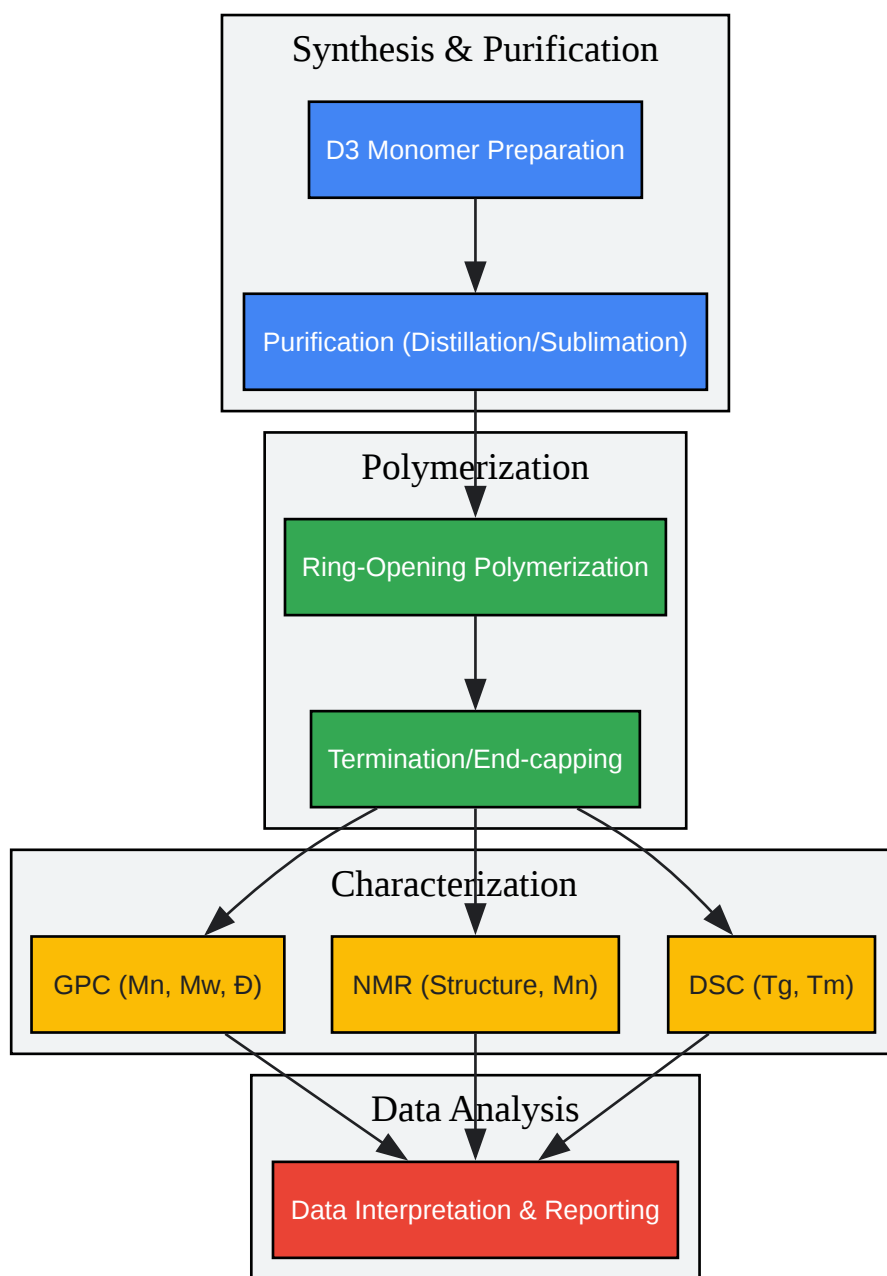 Synthesis & Purification
D3 Monomer Preparation
Purification (Distillation/Sublimation)
Polymerization
Ring-Opening Polymerization
Termination/End-capping
Characterization
GPC (Mn, Mw, Đ)
NMR (Structure, Mn)
DSC (Tg, Tm)
Data Analysis
Data Interpretation & Reporting